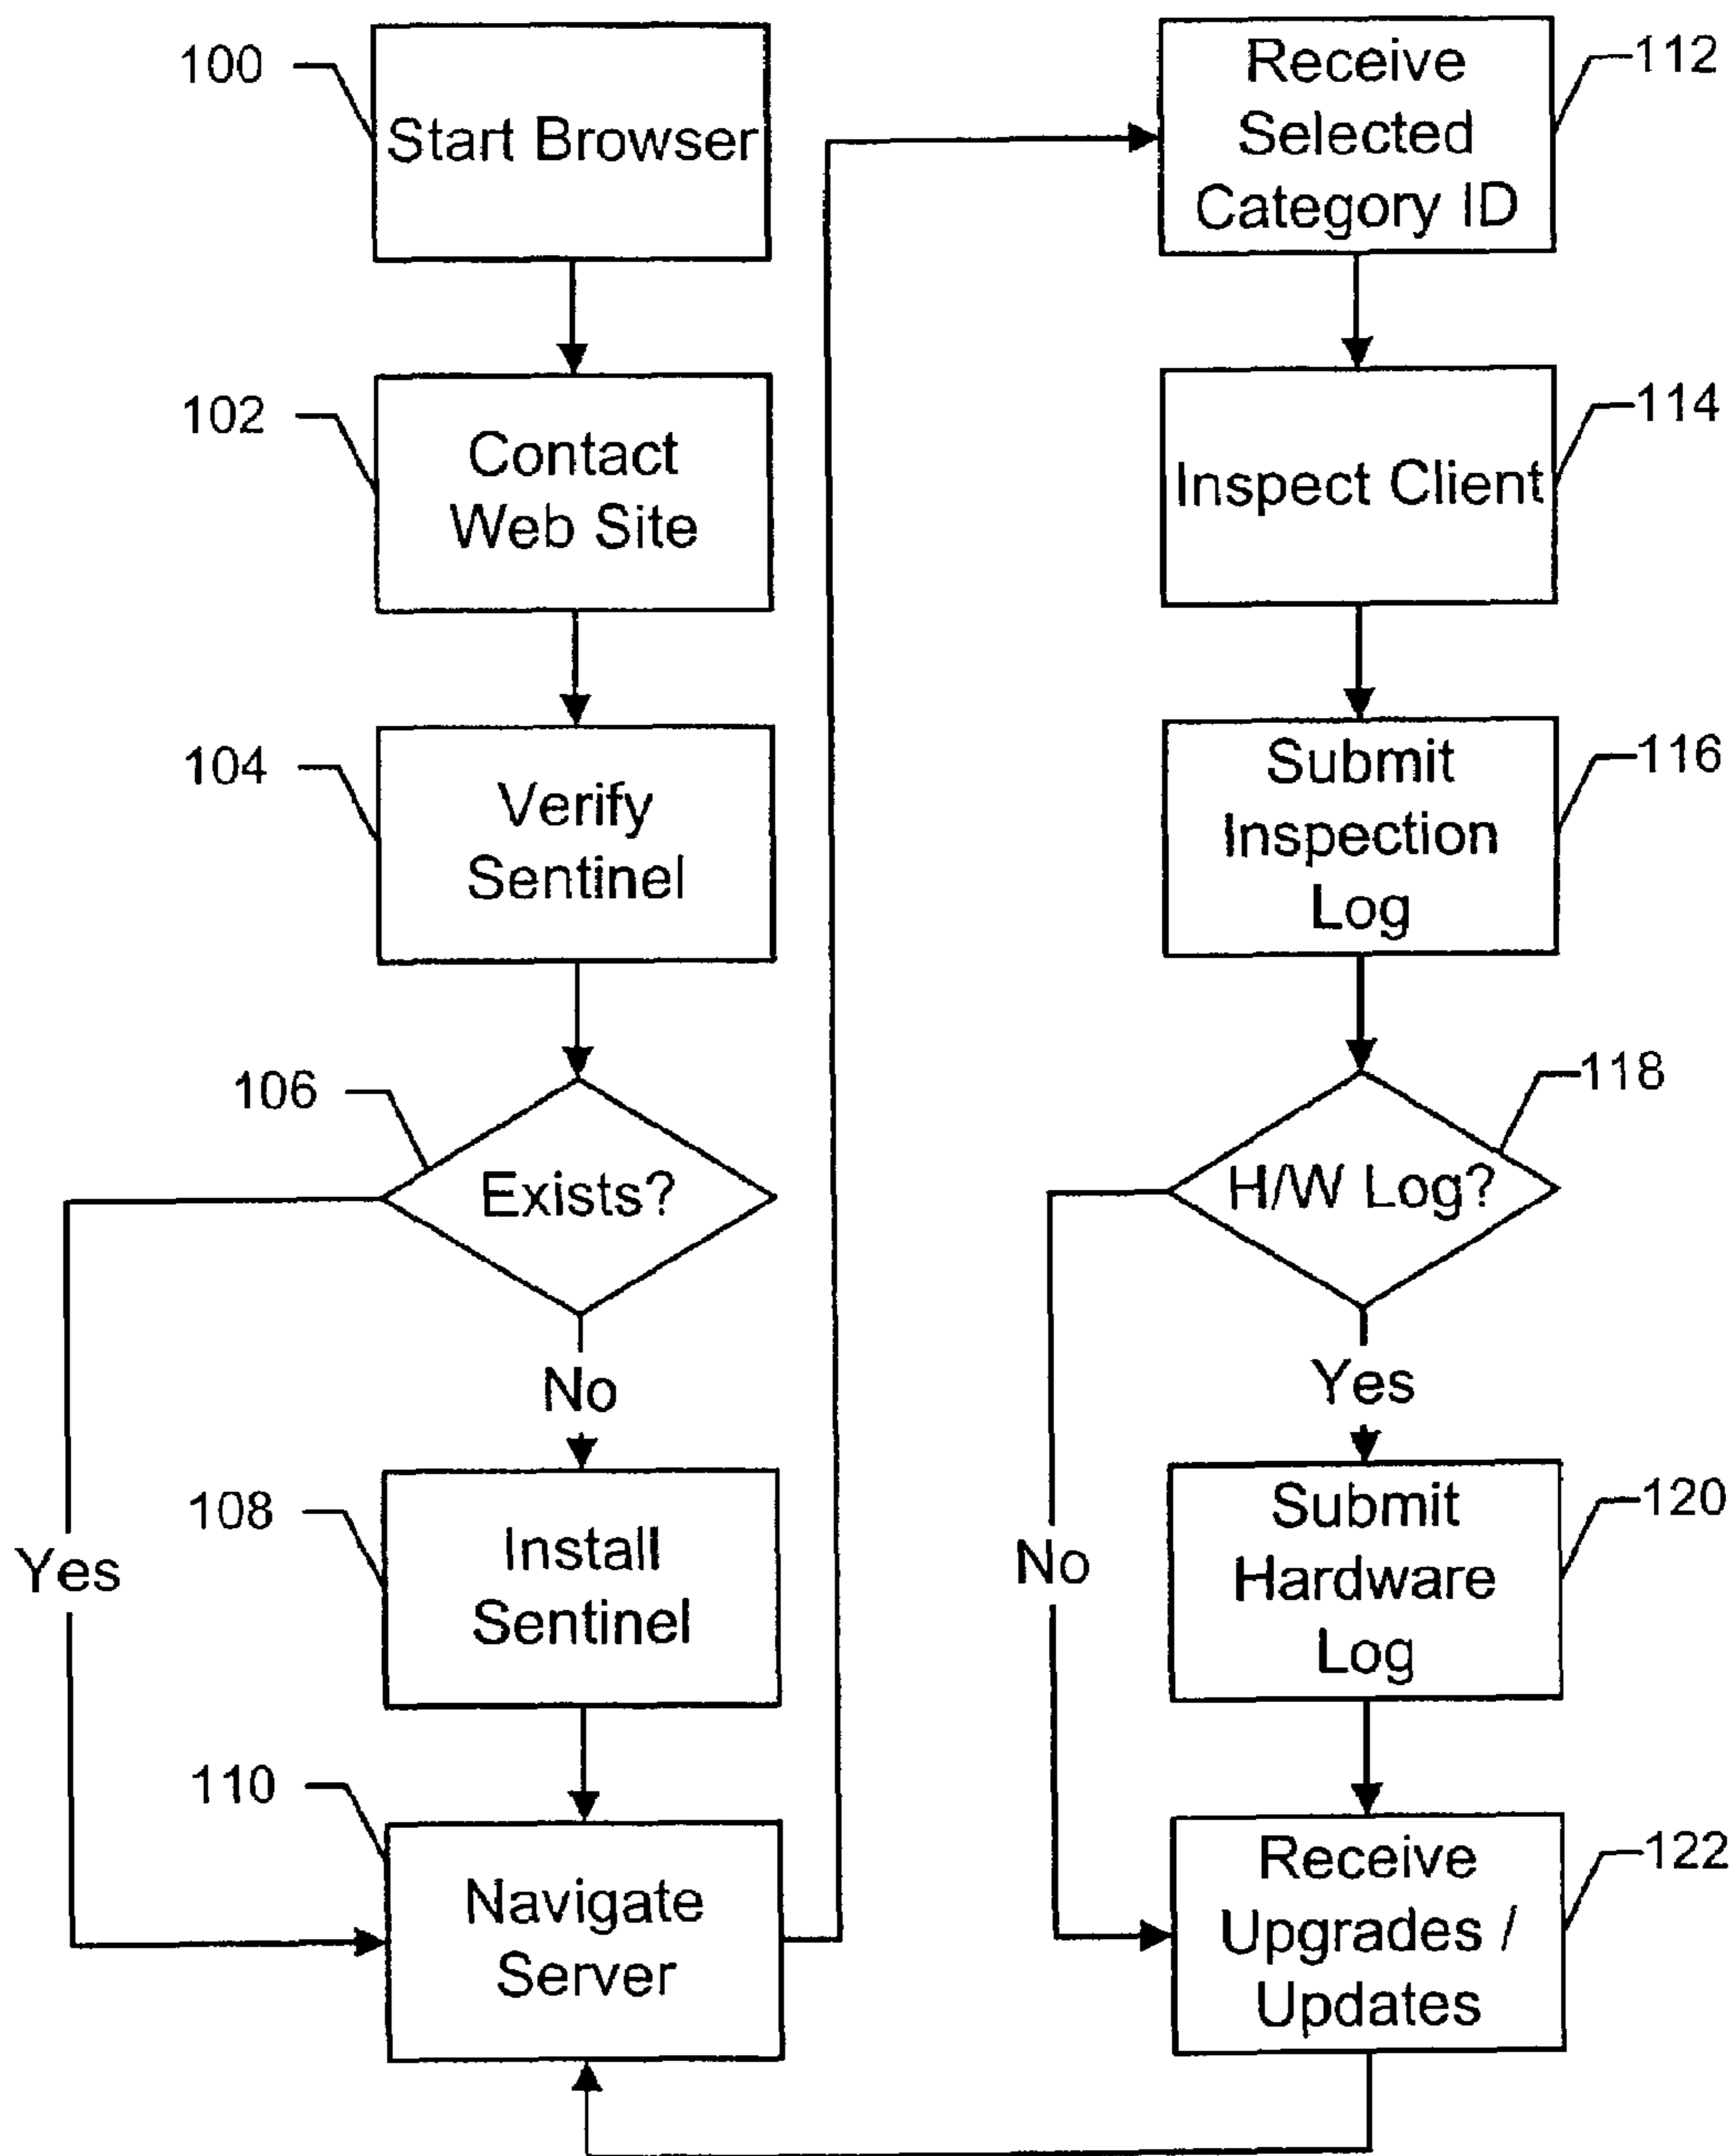 100
Start Browser
102
Contact
Web Site
104
Verify
Sentinel
106
Exists?
Yes
No
108
Install
Sentinel
110
Navigate
Server
112
Receive
Selected
Category ID
114
Inspect Client
116
Submit
Inspection
Log
118
H/W Log?
No
Yes
120
Submit
Hardware
Log
122
Receive
Upgrades /
Updates